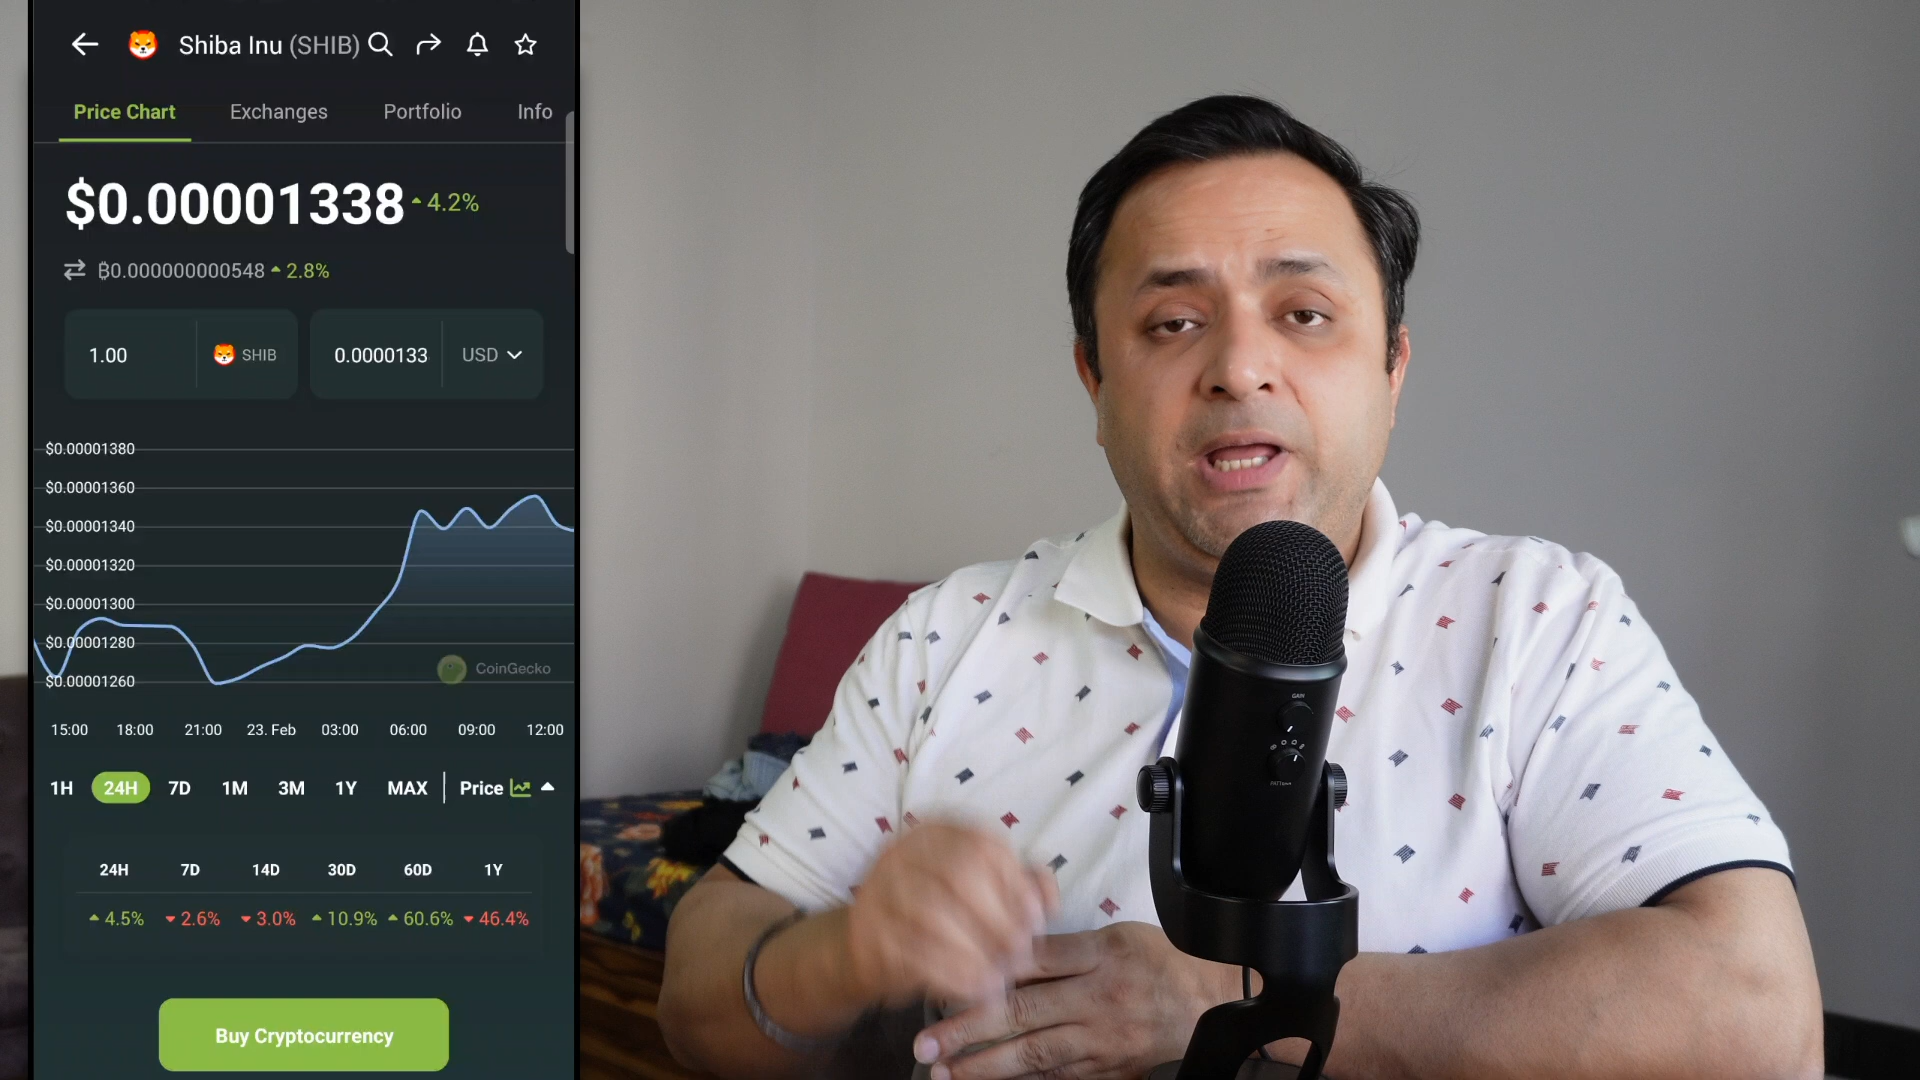 Shiba Inu (SHIB)
Price Chart Exchanges Portfolio Info
$0.00001338 4.2%
₿0.000000000548 2.8%
1.00 SHIB 0.0000133 USD
$0.00001380
$0.00001360
$0.00001340
$0.00001320
$0.00001300
$0.00001280
$0.00001260
CoinGecko
15:00 18:00 21:00 23. Feb 03:00 06:00 09:00 12:00
1H 24H 7D 1M 3M 1Y MAX Price
24H 7D 14D 30D 60D 1Y
4.5% 2.6% 3.0% 10.9% 60.6% 46.4%
Buy Cryptocurrency
GAIN
PATTERN